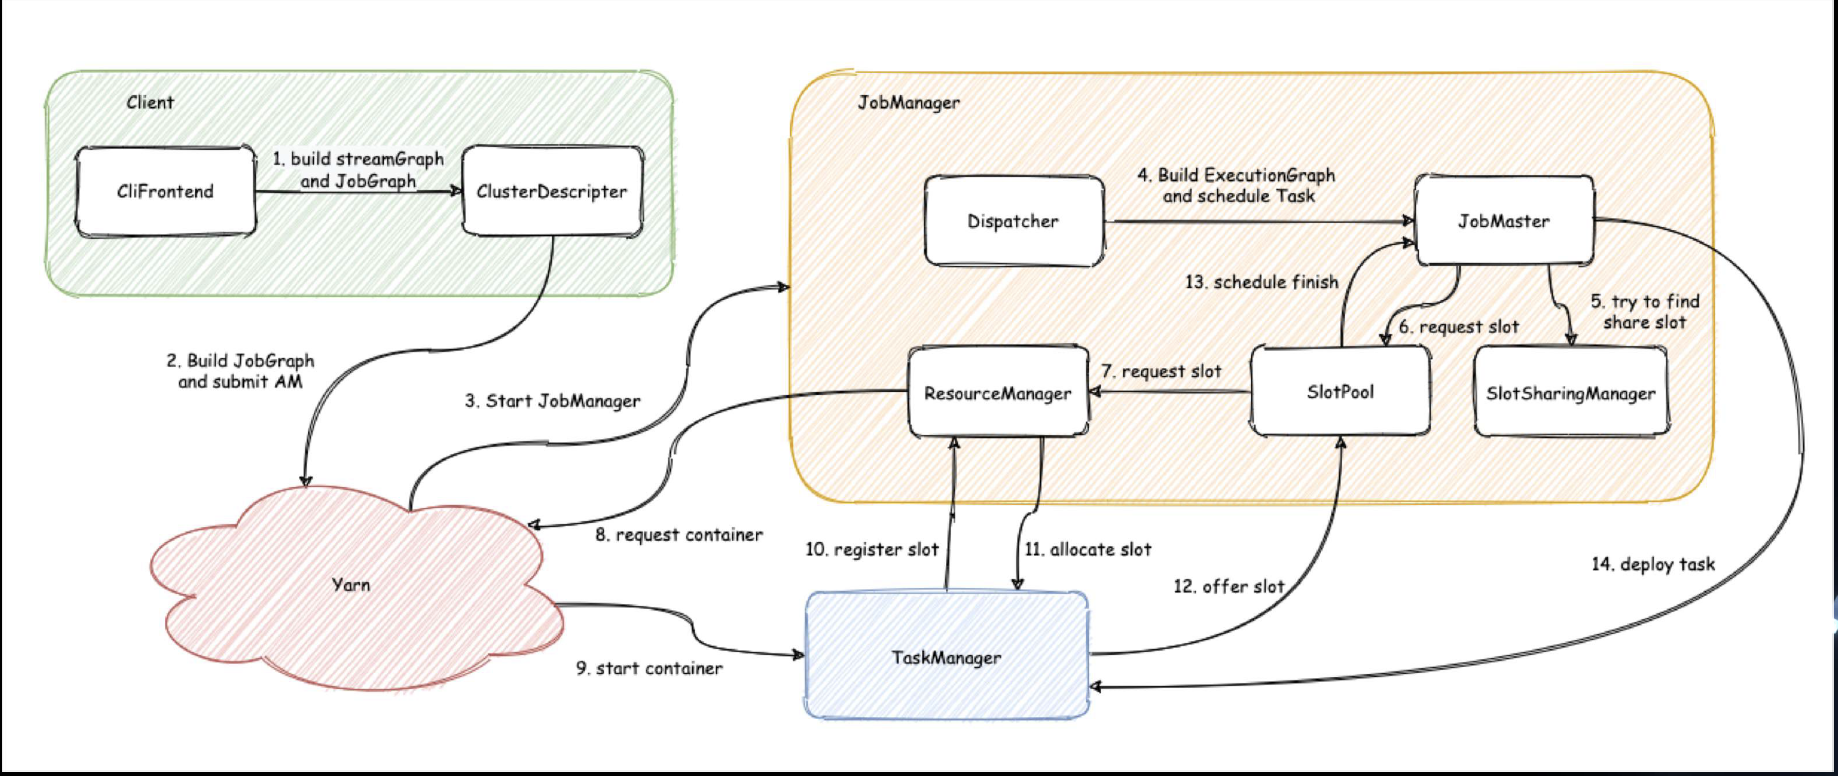 Client
JobManager
CliFrontend
1. build streamGraph
and JobGraph
ClusterDescripter
Dispatcher
4. Build ExecutionGraph
and schedule Task
JobMaster
13. schedule finish
5. try to find
share slot
6. request slot
2. Build JobGraph
and submit AM
3. Start JobManager
ResourceManager
7. request slot
SlotPool
SlotSharingManager
8. request container
10. register slot
11. allocate slot
12. offer slot
14. deploy task
Yarn
9. start container
TaskManager